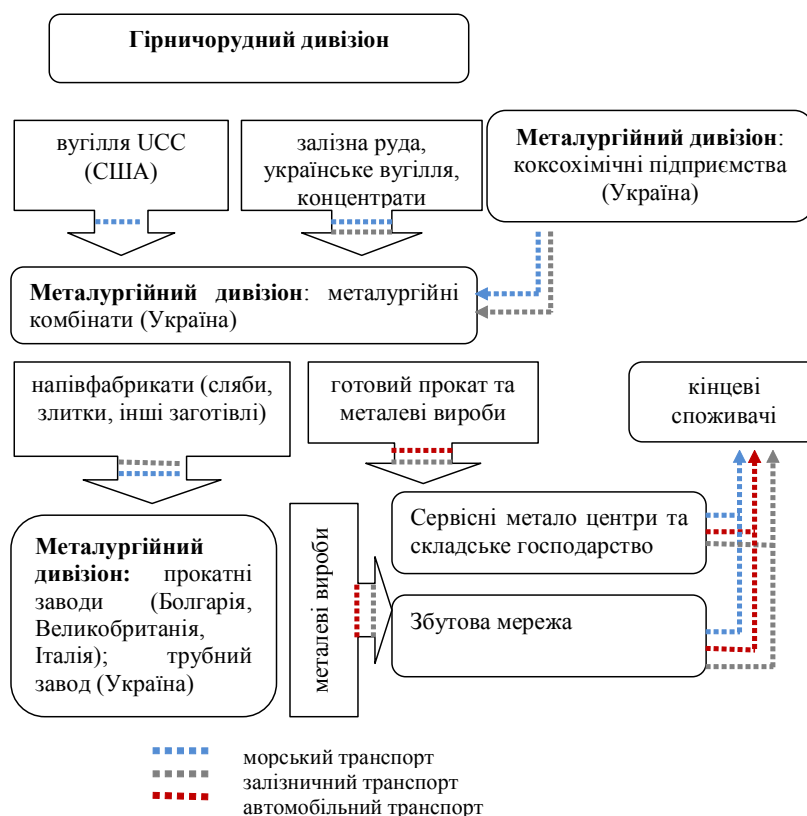 Гірничорудний дивізіон
вугілля UCC
(США)
залізна руда,
українське вугілля,
концентрати
Металургійний дивізіон:
коксохімічні підприємства
(Україна)
Металургійний дивізіон: металургійні
комбінати (Україна)
напівфабрикати (сляби,
злитки, інші заготівлі)
готовий прокат та
металеві вироби
кінцеві
споживачі
Металургійний
дивізіон: прокатні
заводи (Болгарія,
Великобританія,
Італія); трубний
завод (Україна)
металеві вироби
Сервісні метало центри та
складське господарство
Збутова мережа
морський транспорт
залізничний транспорт
автомобільний транспорт